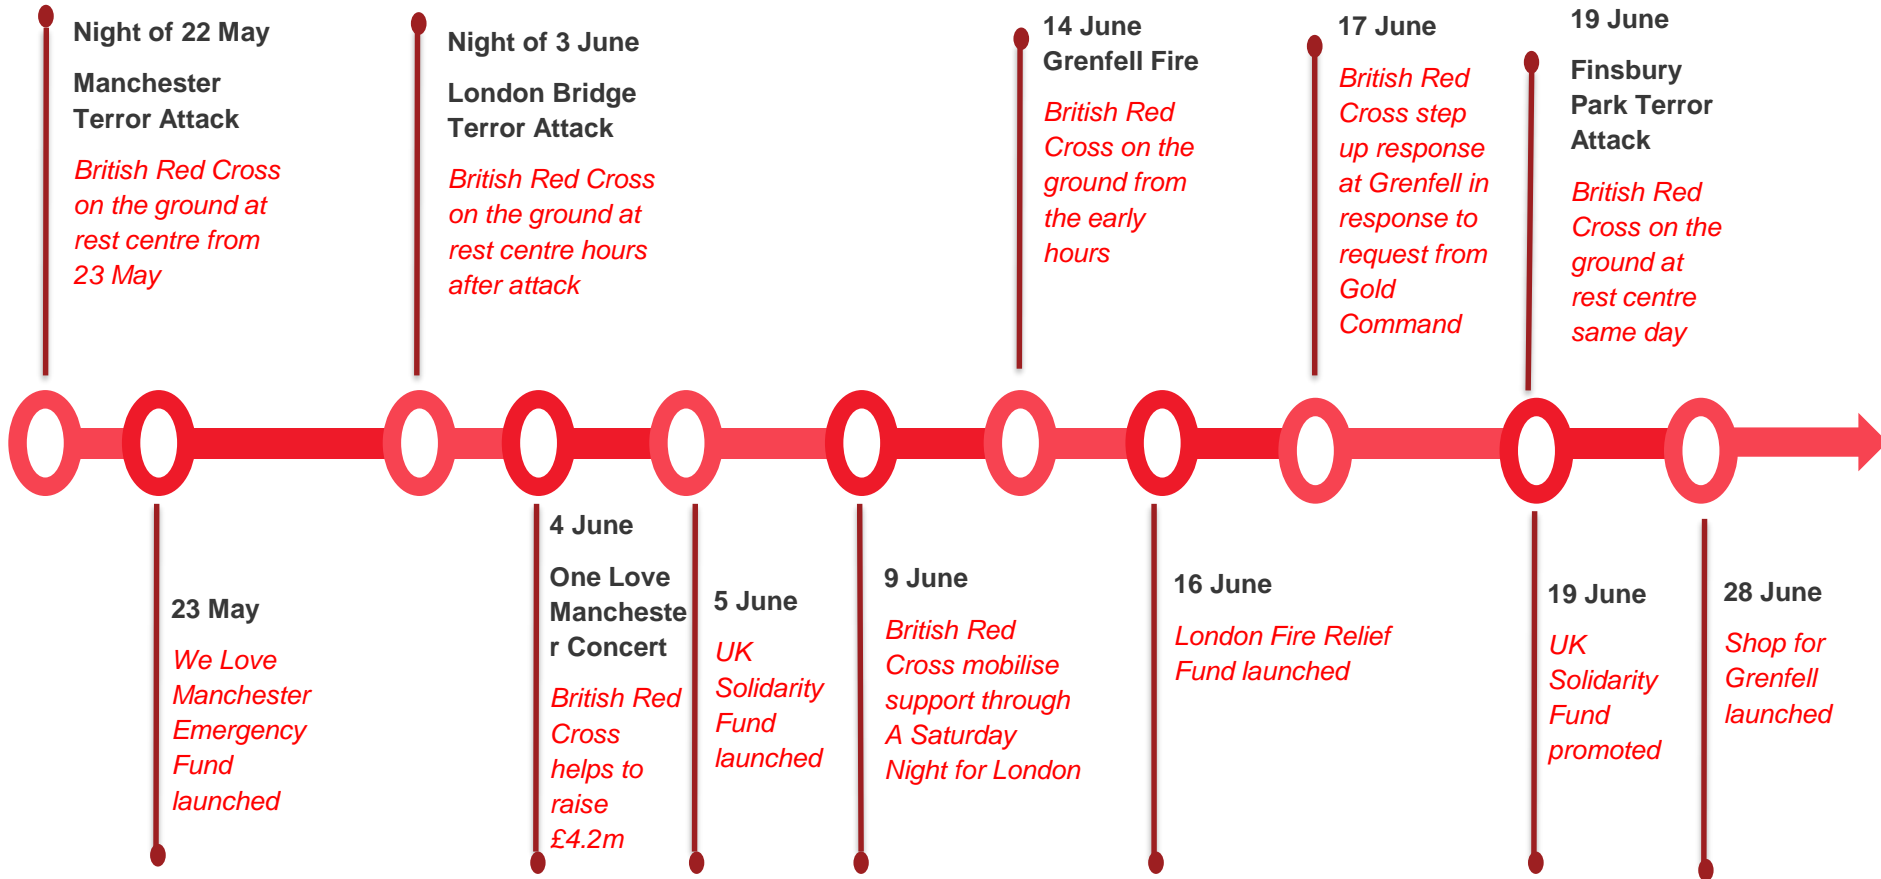 Night of 22 May
Manchester
Terror Attack
British Red Cross
on the ground at
rest centre from
23 May
Night of 3 June
London Bridge
Terror Attack
British Red Cross
on the ground at
rest centre hours
after attack
14 June
Grenfell Fire
British Red
Cross on the
ground from
the early
hours
17 June
British Red
Cross step
up response
at Grenfell in
response to
request from
Gold
Command
19 June
Finsbury
Park Terror
Attack
British Red
Cross on the
ground at
rest centre
same day
23 May
We Love
Manchester
Emergency
Fund
launched
4 June
One Love
Mancheste
r Concert
British Red
Cross
helps to
raise
£4.2m
5 June
UK
Solidarity
Fund
launched
9 June
British Red
Cross mobilise
support through
A Saturday
Night for London
16 June
London Fire Relief
Fund launched
19 June
UK
Solidarity
Fund
promoted
28 June
Shop for
Grenfell
launched